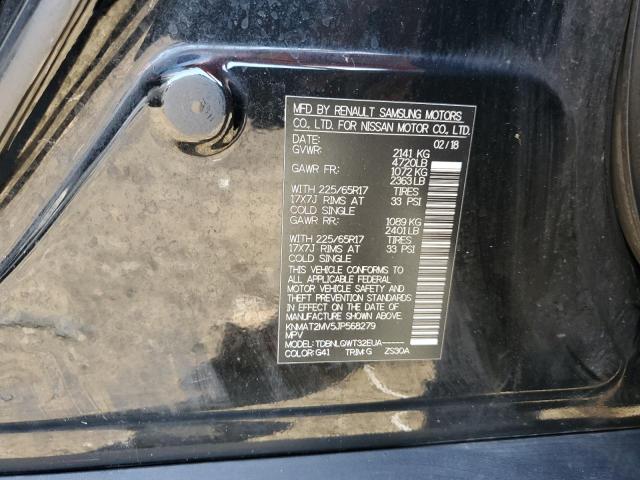 MFD BY RENAULT SAMSUNG MOTORS
CO., LTD. FOR NISSAN MOTOR CO., LTD.
DATE: 02/18
GVWR: 2141 KG
4720LB
GAWR FR: 1072 KG
2363LB
WITH 225/65R17 TIRES
17X7J RIMS AT 33 PSI
COLD SINGLE
GAWR RR: 1089 KG
2401LB
WITH 225/65R17 TIRES
17X7J RIMS AT 33 PSI
COLD SINGLE
THIS VEHICLE CONFORMS TO
ALL APPLICABLE FEDERAL
MOTOR VEHICLE SAFETY AND
THEFT PREVENTION STANDARDS
IN EFFECT ON THE DATE OF
MANUFACTURE SHOWN ABOVE.
KNMAT2MV5JP568279
MPV
MODEL: TDBNLQWT32EUA-----
COLOR: G41 TRIM: G ZS30A